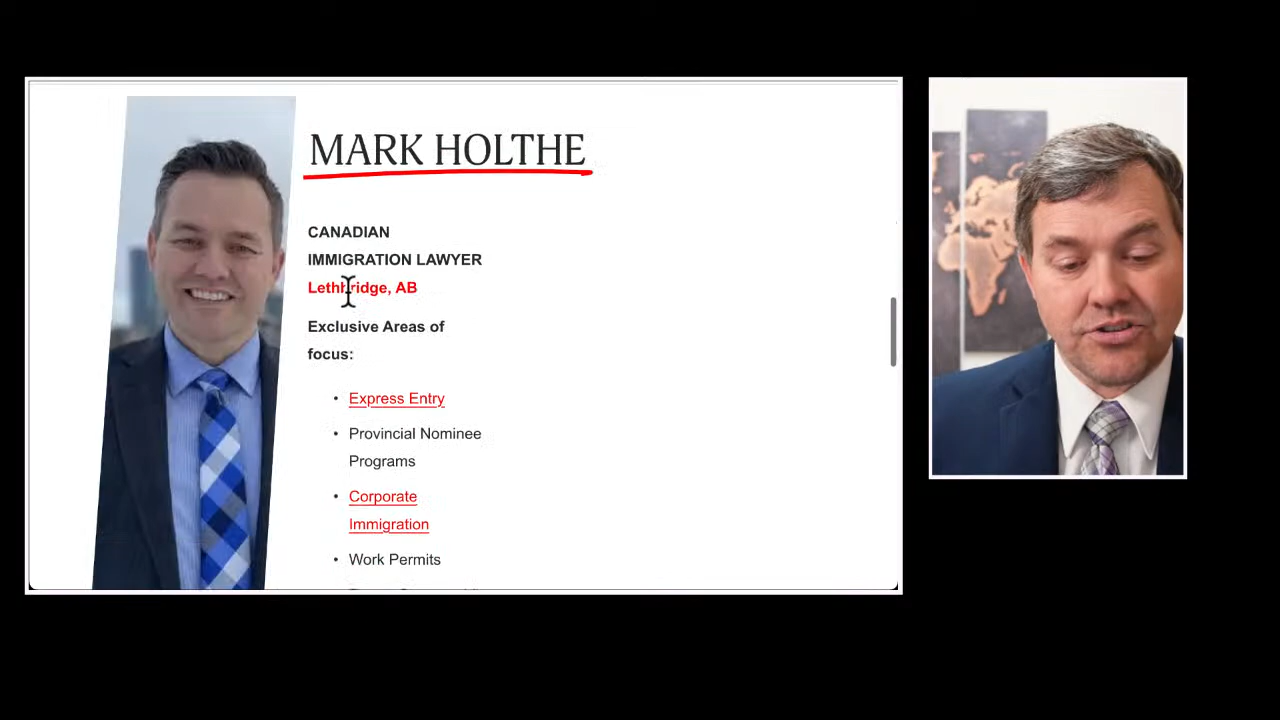 MARK HOLTHE
CANADIAN
IMMIGRATION LAWYER
Lethbridge, AB
Exclusive Areas of
focus:
• Express Entry
• Provincial Nominee
Programs
• Corporate
Immigration
• Work Permits